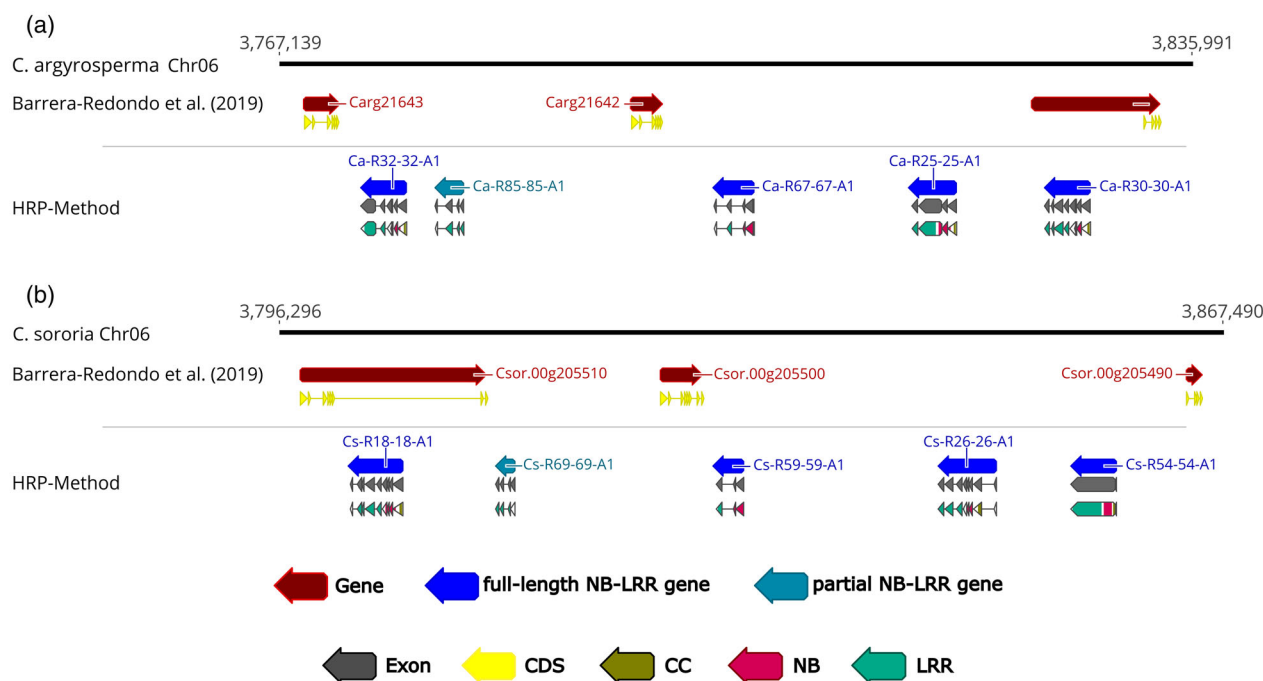 (a)
3,767,139 3,835,991
C. argyrosperma Chr06
Barrera-Redondo et al. (2019) Carg21643 Carg21642
Ca-R32-32-A1 Ca-R25-25-A1
Ca-R85-85-A1 Ca-R67-67-A1 Ca-R30-30-A1
HRP-Method
(b)
3,796,296 3,867,490
C. sororia Chr06
Barrera-Redondo et al. (2019) Csor.00g205510 Csor.00g205500 Csor.00g205490
Cs-R18-18-A1 Cs-R26-26-A1
Cs-R69-69-A1 Cs-R59-59-A1 Cs-R54-54-A1
HRP-Method
Gene full-length NB-LRR gene partial NB-LRR gene
Exon CDS CC NB LRR